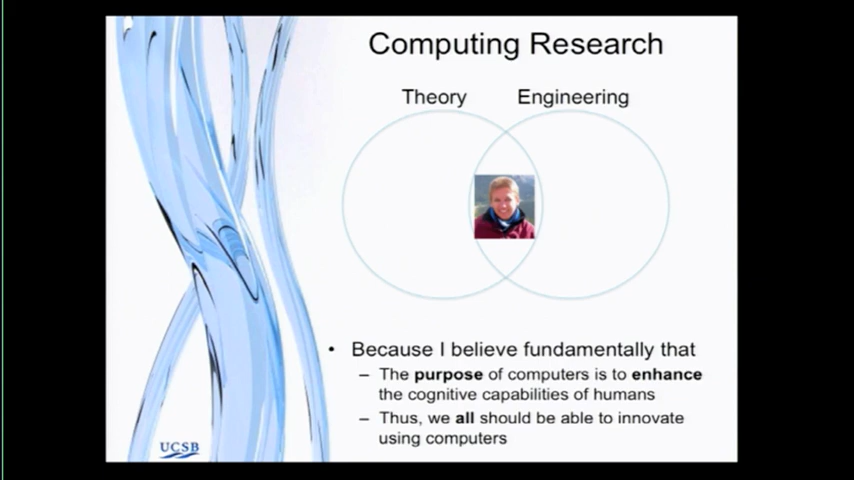 Computing Research
Theory Engineering
• Because I believe fundamentally that
– The purpose of computers is to enhance
the cognitive capabilities of humans
– Thus, we all should be able to innovate
using computers
UCSB